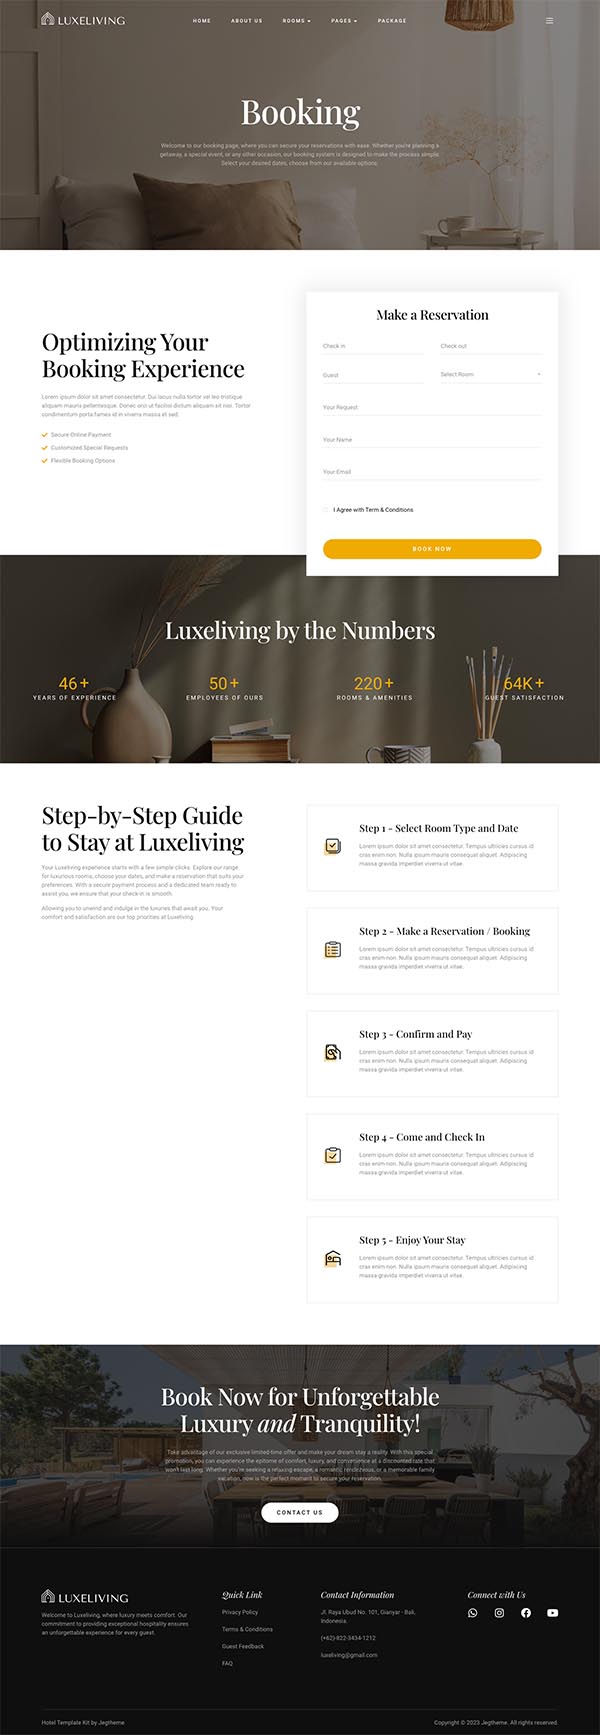 LUXELIVING
HOME ABOUT US ROOMS PAGES PACKAGE
Booking
Welcome to our booking page, where you can secure your reservations with ease. Whether you're planning a
getaway, a special event, or any other occasion, our booking system is designed to make the process simple.
Select your desired dates, choose from our available options.
Optimizing Your
Booking Experience
Lorem ipsum dolor sit amet consectetur. Dui lacus nulla tortor vel leo tristique
aliquam mauris pellentesque. Donec orci ut facilisi dictum aliquam sit nisi. Tortor
condimentum porta fames id in viverra massa et sed.
Secure Online Payment
Customized Special Requests
Flexible Booking Options
Make a Reservation
Check in
Check out
Guest
Select Room
Your Request
Your Name
Your Email
I Agree with Term & Conditions
BOOK NOW
Luxeliving by the Numbers
46+
YEARS OF EXPERIENCE
50+
EMPLOYEES OF OURS
220+
ROOMS & AMENITIES
64K+
GUEST SATISFACTION
Step-by-Step Guide
to Stay at Luxeliving
Your Luxeliving experience starts with a few simple clicks. Explore our range
for luxurious rooms, choose your dates, and make a reservation that suits your
preferences. With a secure payment process and a dedicated team ready to
assist you, we ensure that your check-in is smooth.
Allowing you to unwind and indulge in the luxuries that await you. Your
comfort and satisfaction are our top priorities at Luxeliving
Step 1 - Select Room Type and Date
Lorem ipsum dolor sit amet consectetur. Tempus ultricies cursus id
cras enim non. Nulla ipsum mauris consequat aliquet. Adipiscing
massa gravida imperdiet viverra ut vitae.
Step 2 - Make a Reservation / Booking
Lorem ipsum dolor sit amet consectetur. Tempus ultricies cursus id
cras enim non. Nulla ipsum mauris consequat aliquet. Adipiscing
massa gravida imperdiet viverra ut vitae.
Step 3 - Confirm and Pay
Lorem ipsum dolor sit amet consectetur. Tempus ultricies cursus id
cras enim non. Nulla ipsum mauris consequat aliquet. Adipiscing
massa gravida imperdiet viverra ut vitae.
Step 4 - Come and Check In
Lorem ipsum dolor sit amet consectetur. Tempus ultricies cursus id
cras enim non. Nulla ipsum mauris consequat aliquet. Adipiscing
massa gravida imperdiet viverra ut vitae.
Step 5 - Enjoy Your Stay
Lorem ipsum dolor sit amet consectetur. Tempus ultricies cursus id
cras enim non. Nulla ipsum mauris consequat aliquet. Adipiscing
massa gravida imperdiet viverra ut vitae.
Book Now for Unforgettable
Luxury and Tranquility!
Take advantage of our exclusive limited-time offer and make your dream stay a reality. With this special
promotion, you can experience the epitome of comfort, luxury, and convenience at a discounted rate that
won't last long. Whether you're seeking a relaxing escape, a romantic rendezvous, or a memorable family
vacation, now is the perfect moment to secure your reservation.
CONTACT US
LUXELIVING
Welcome to Luxeliving, where luxury meets comfort. Our
commitment to providing exceptional hospitality ensures
an unforgettable experience for every guest.
Quick Link
Privacy Policy
Terms & Conditions
Guest Feedback
FAQ
Contact Information
Jl. Raya Ubud No. 101, Gianyar - Bali,
Indonesia.
(+62)-822-3434-1212
luxeliving@gmail.com
Connect with Us
Hotel Template Kit by Jegtheme
Copyright © 2023 Jegtheme. All rights reserved.